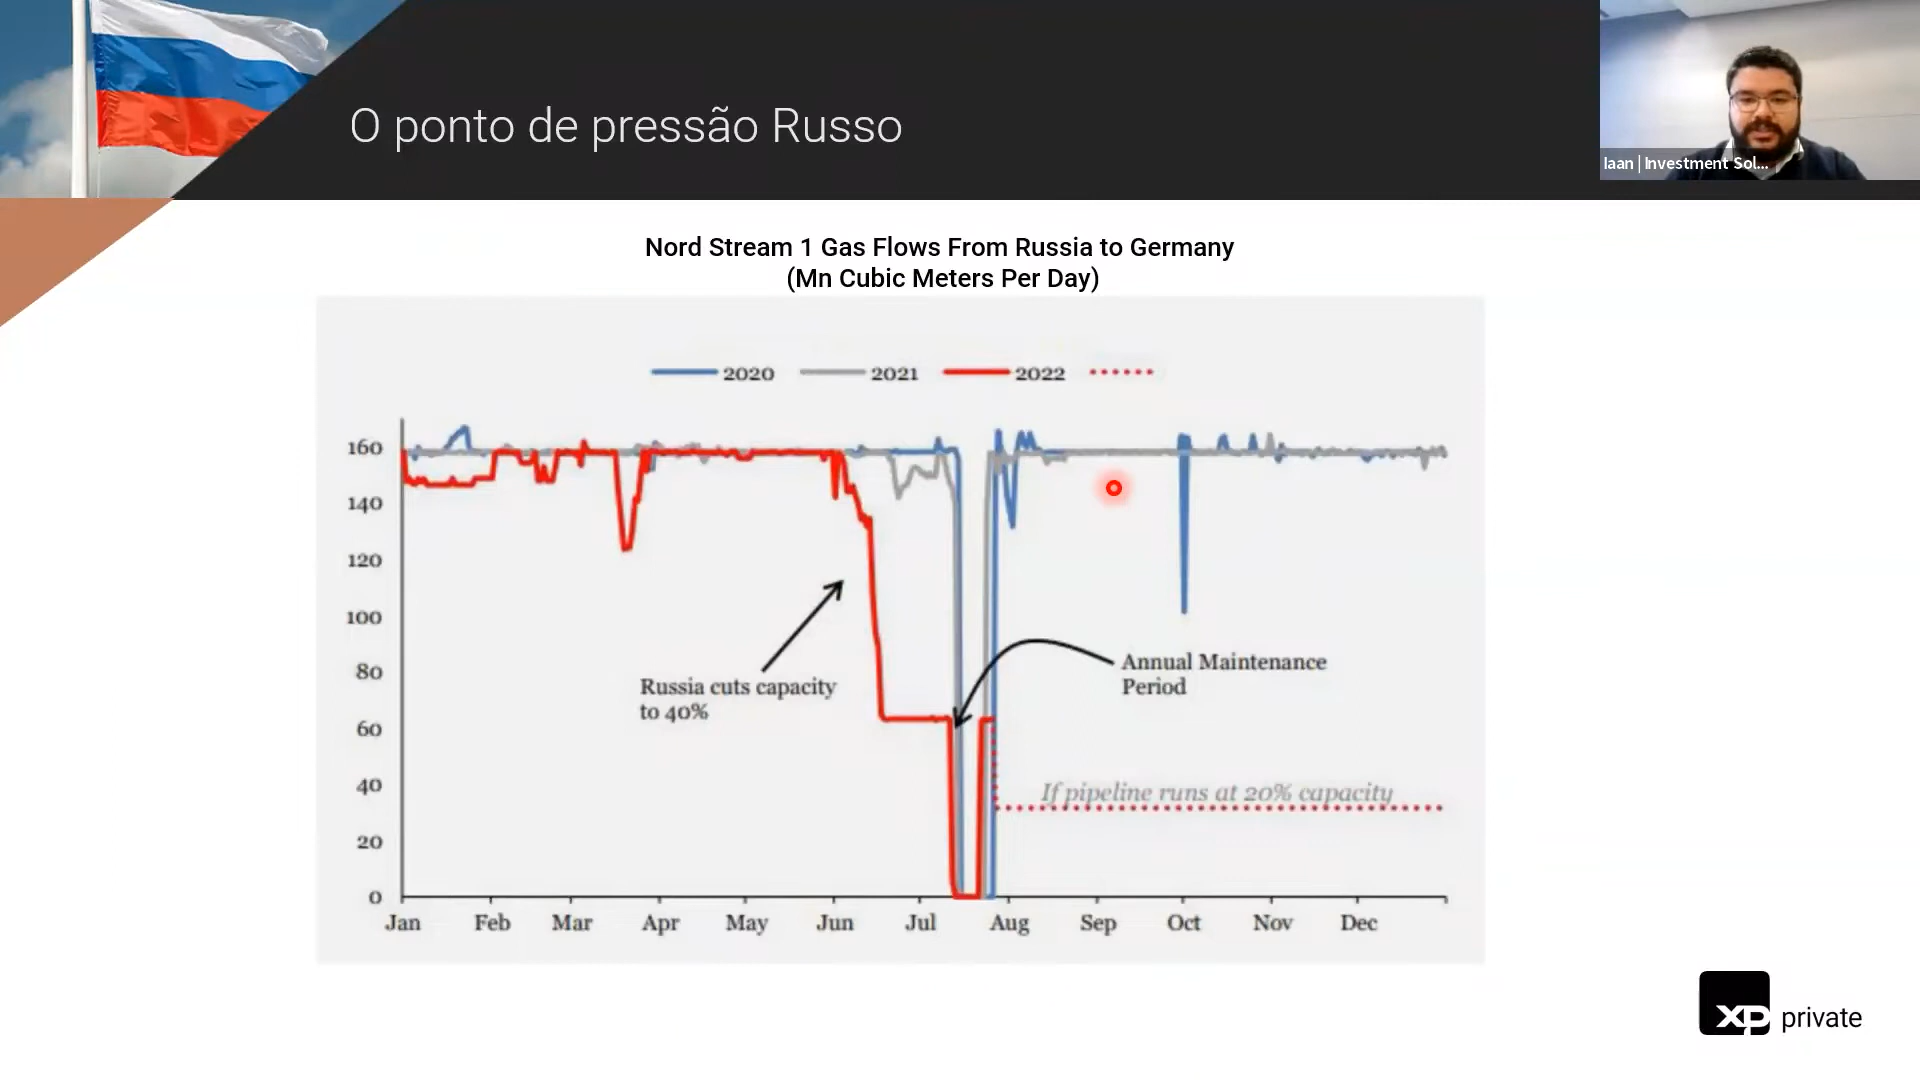 O ponto de pressão Russo
Iaan | Investment Sol...
Nord Stream 1 Gas Flows From Russia to Germany
(Mn Cubic Meters Per Day)
2020 2021 2022
160
140
120
100
80
60
40
20
0
Russia cuts capacity
to 40%
Annual Maintenance
Period
If pipeline runs at 20% capacity
Jan Feb Mar Apr May Jun Jul Aug Sep Oct Nov Dec
xp private